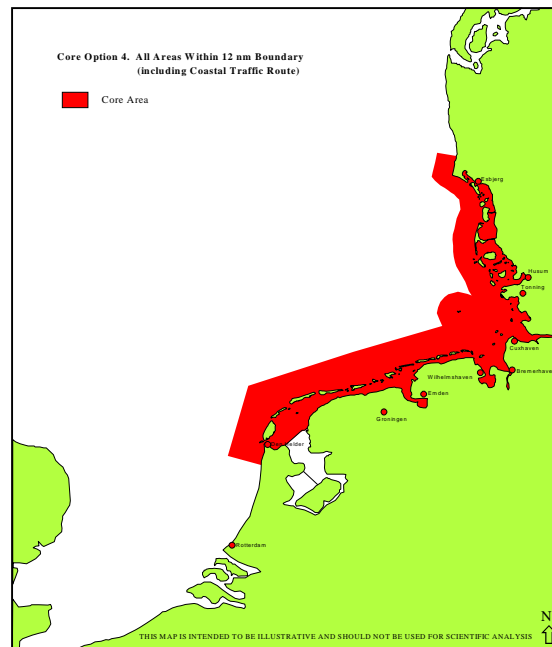 Core Option 4. All Areas Within 12 nm Boundary
(including Coastal Traffic Route)
Core Area
Esbjerg
Husum
Tonning
Cuxhaven
Bremerhaven
Wilhelmshaven
Emden
Groningen
Helder
Rotterdam
N
THIS MAP IS INTENDED TO BE ILLUSTRATIVE AND SHOULD NOT BE USED FOR SCIENTIFIC ANALYSIS